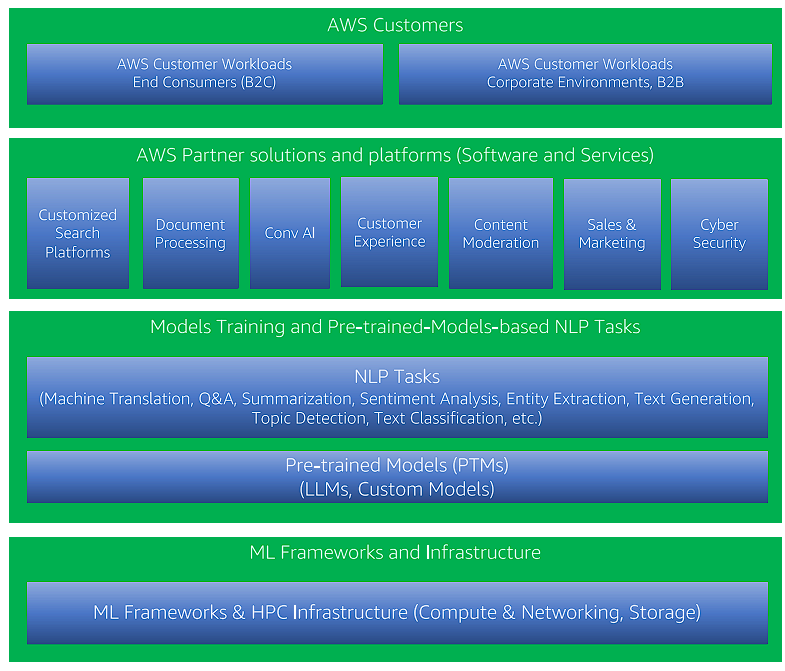 AWS Customers
AWS Customer Workloads
End Consumers (B2C)
AWS Customer Workloads
Corporate Environments, B2B
AWS Partner solutions and platforms (Software and Services)
Customized
Search
Platforms
Document
Processing
Conv AI
Customer
Experience
Content
Moderation
Sales &
Marketing
Cyber
Security
Models Training and Pre-trained-Models-based NLP Tasks
NLP Tasks
(Machine Translation, Q&A, Summarization, Sentiment Analysis, Entity Extraction, Text Generation,
Topic Detection, Text Classification, etc.)
Pre-trained Models (PTMs)
(LLMs, Custom Models)
ML Frameworks and Infrastructure
ML Frameworks & HPC Infrastructure (Compute & Networking, Storage)